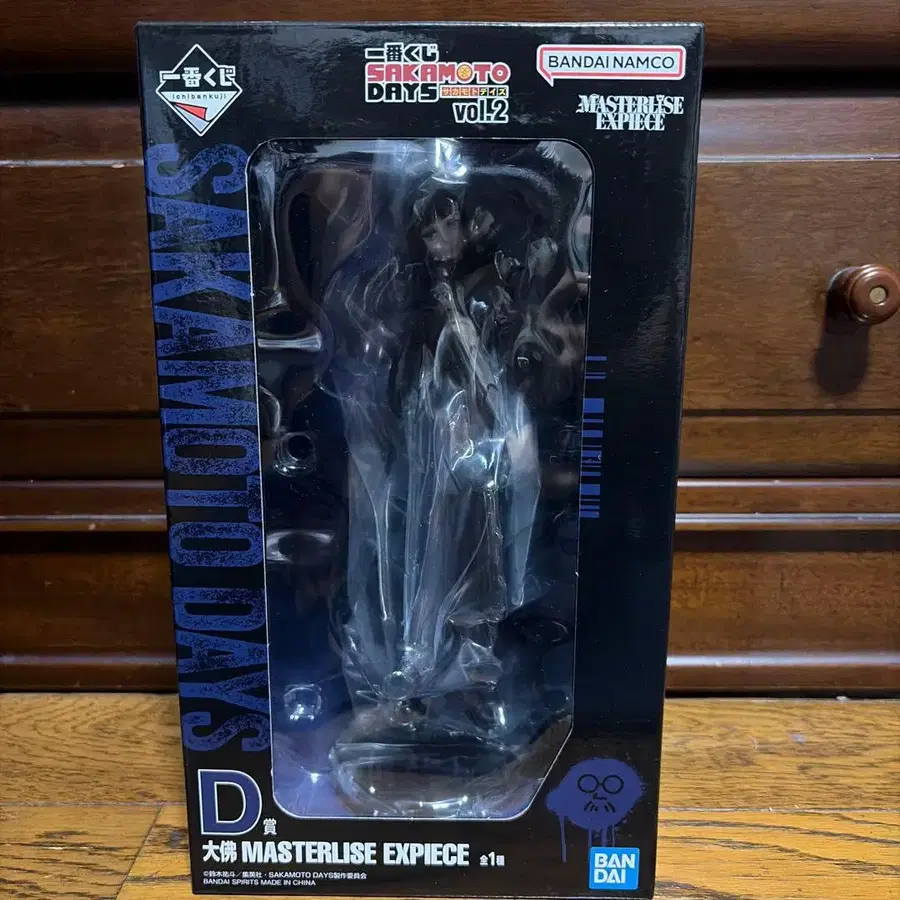 一番くじ
ichibankuji
一番くじ
SAKAMOTO
DAYS サカモトデイズ
vol.2
BANDAI NAMCO
MASTERLISE
EXPIECE
SAKAMOTO DAYS
D賞
大佛 MASTERLISE EXPIECE 全1種
©鈴木祐斗/集英社・SAKAMOTO DAYS製作委員会
BANDAI SPIRITS MADE IN CHINA
BAN
DAI